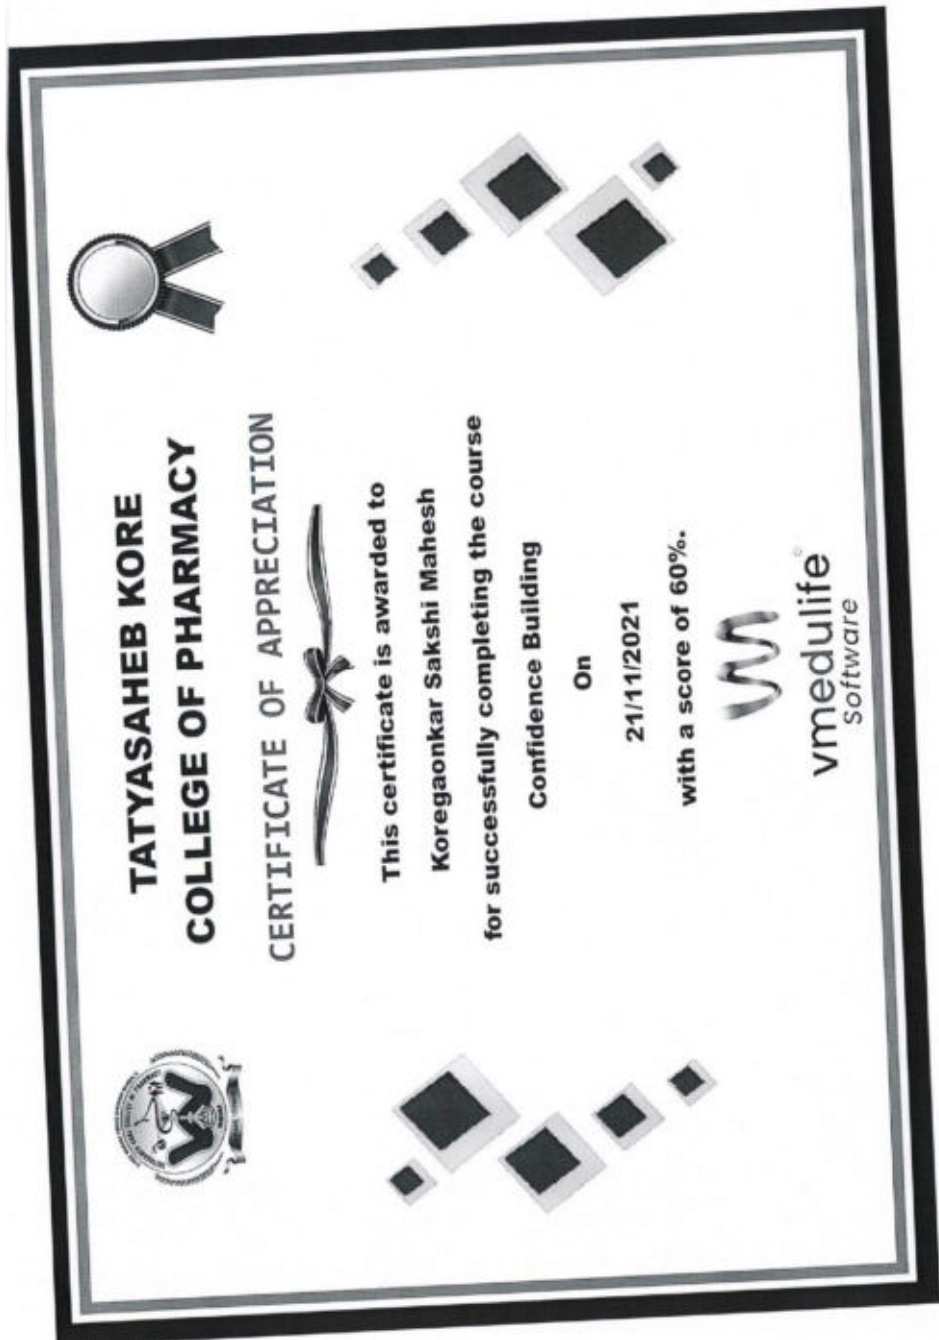 TATYASAHEB KORE
COLLEGE OF PHARMACY
CERTIFICATE OF APPRECIATION
This certificate is awarded to
Koregaonkar Sakshi Mahesh
for successfully completing the course
Confidence Building
On
21/11/2021
with a score of 60%.
vmedulife
Software